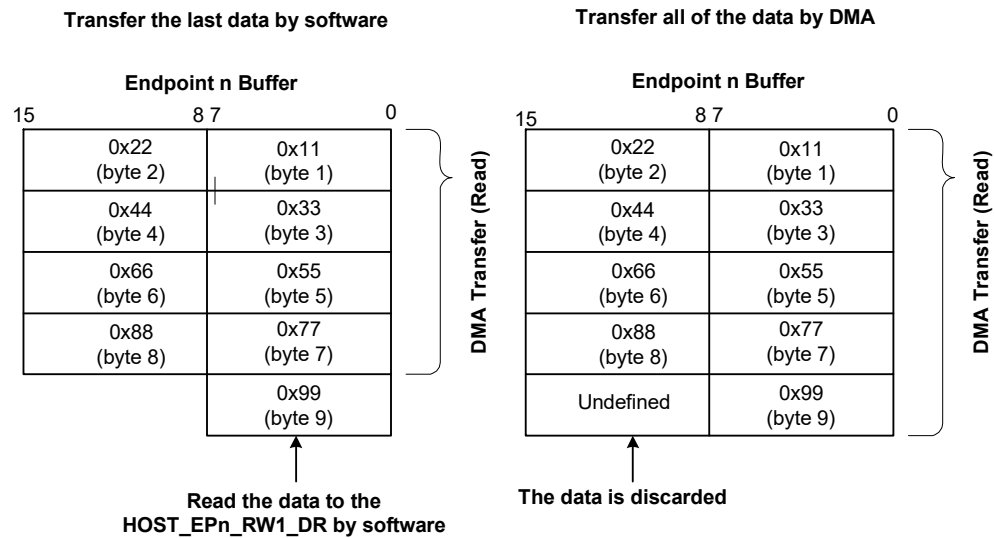 Transfer the last data by software
Endpoint n Buffer
15 8 7 0
0x22 0x11
(byte 2) (byte 1)
0x44 0x33
(byte 4) (byte 3)
0x66 0x55
(byte 6) (byte 5)
0x88 0x77
(byte 8) (byte 7)
0x99
(byte 9)
DMA Transfer (Read)
Read the data to the
HOST_EPn_RW1_DR by software
Transfer all of the data by DMA
Endpoint n Buffer
15 8 7 0
0x22 0x11
(byte 2) (byte 1)
0x44 0x33
(byte 4) (byte 3)
0x66 0x55
(byte 6) (byte 5)
0x88 0x77
(byte 8) (byte 7)
Undefined 0x99
(byte 9)
DMA Transfer (Read)
The data is discarded